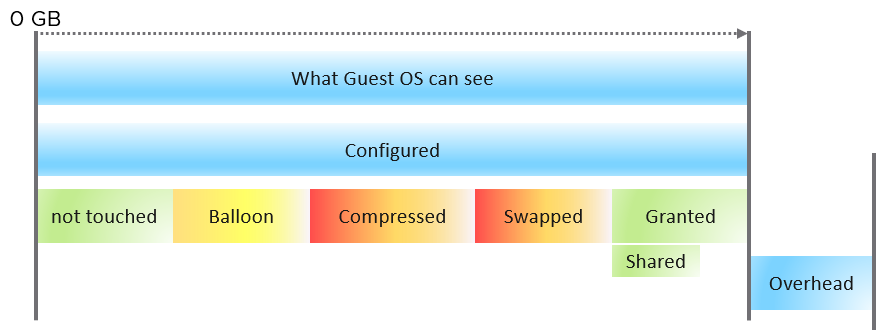 0 GB
What Guest OS can see
Configured
not touched
Balloon
Compressed
Swapped
Granted
Shared
Overhead